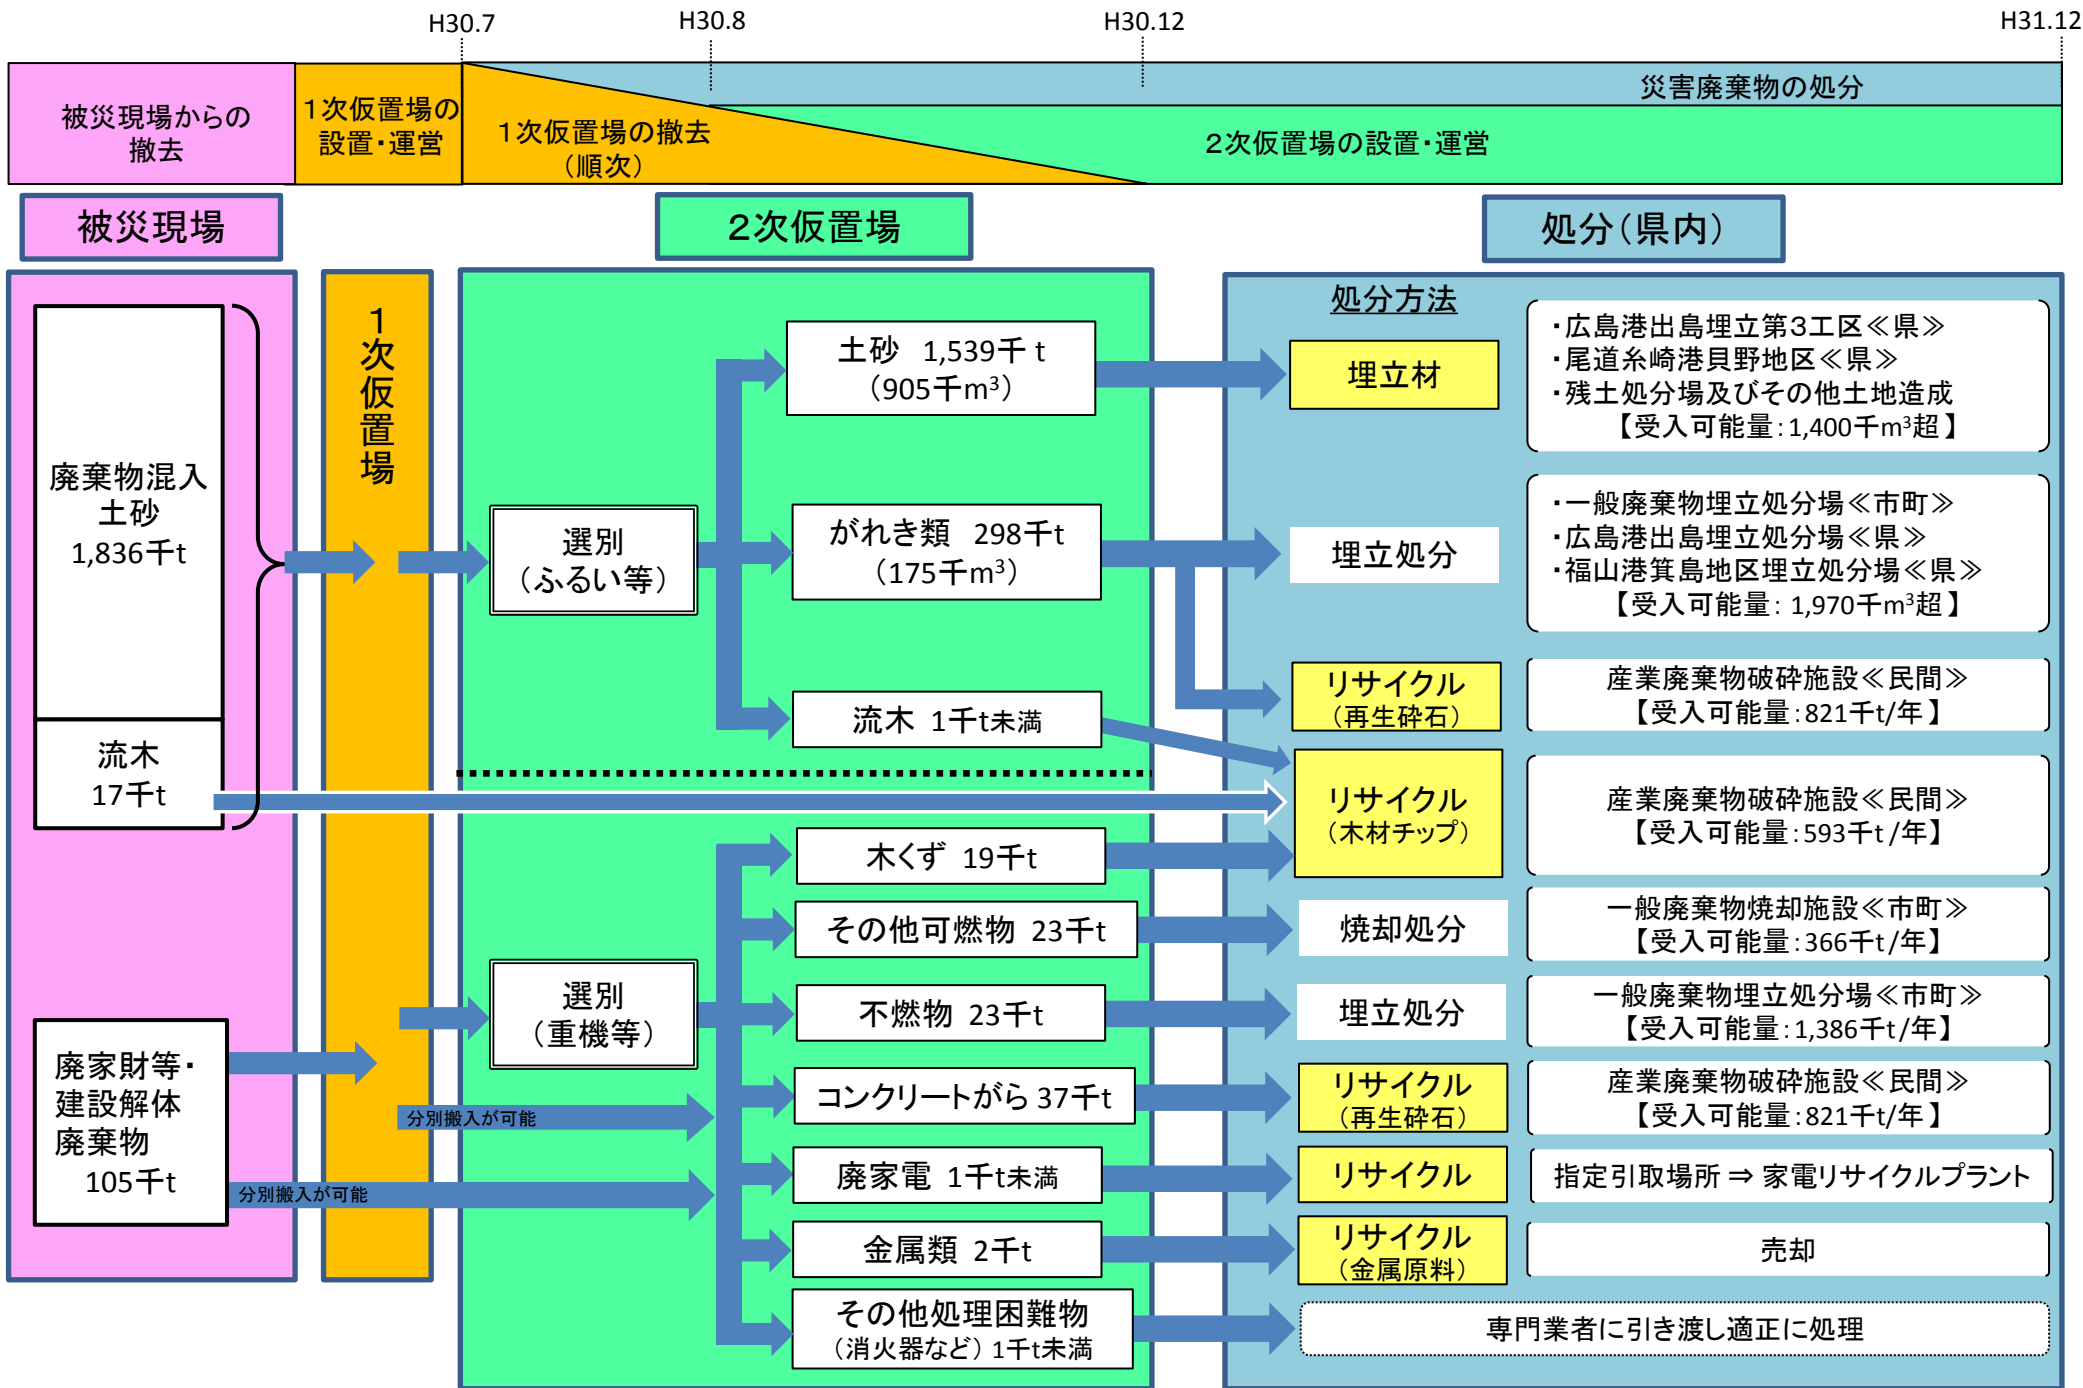 H30.7
H30.8
H30.12
H31.12
被災現場からの
撤去
1次仮置場の
設置・運営
1次仮置場の撤去
（順次）
災害廃棄物の処分
2次仮置場の設置・運営
被災現場
2次仮置場
処分（県内）
廃棄物混入
土砂
1,836千t
流木
17千t
廃家財等・
建設解体
廃棄物
105千t
1次仮置場
選別
（ふるい等）
土砂 1,539千 t
（905千m³）
がれき類 298千t
（175千m³）
流木 1千t未満
選別
（重機等）
分別搬入が可能
分別搬入が可能
木くず 19千t
その他可燃物 23千t
不燃物 23千t
コンクリートがら 37千t
廃家電 1千t未満
金属類 2千t
その他処理困難物
（消火器など） 1千t未満
処分方法
埋立材
・広島港出島埋立第3工区≪県≫
・尾道糸崎港貝野地区≪県≫
・残土処分場及びその他土地造成
【受入可能量：1,400千m³超】
埋立処分
・一般廃棄物埋立処分場≪市町≫
・広島港出島埋立処分場≪県≫
・福山港箕島地区埋立処分場≪県≫
【受入可能量： 1,970千m³超】
リサイクル
（再生砕石）
産業廃棄物破砕施設≪民間≫
【受入可能量：821千t/年】
リサイクル
（木材チップ）
産業廃棄物破砕施設≪民間≫
【受入可能量：593千t/年】
焼却処分
一般廃棄物焼却施設≪市町≫
【受入可能量：366千t/年】
埋立処分
一般廃棄物埋立処分場≪市町≫
【受入可能量：1,386千t/年】
リサイクル
（再生砕石）
産業廃棄物破砕施設≪民間≫
【受入可能量：821千t/年】
リサイクル
指定引取場所 ⇒ 家電リサイクルプラント
リサイクル
（金属原料）
売却
専門業者に引き渡し適正に処理